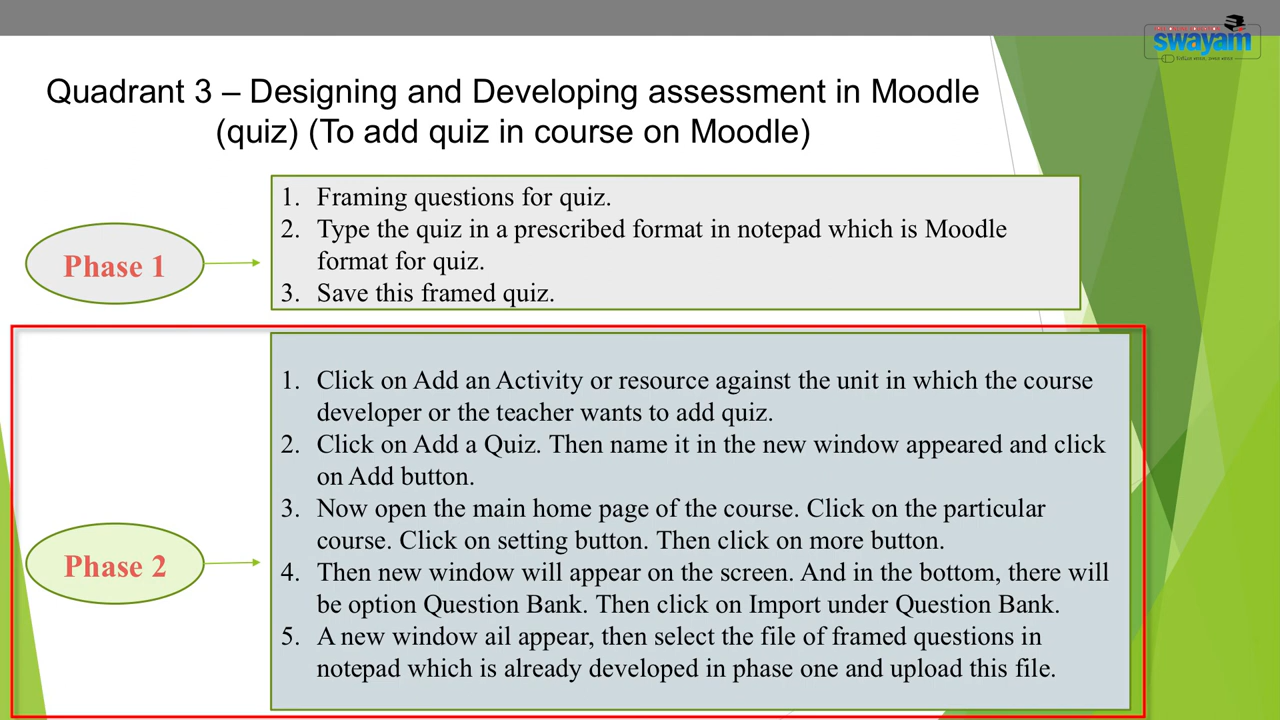 swayam
Quadrant 3 – Designing and Developing assessment in Moodle
(quiz) (To add quiz in course on Moodle)
Phase 1
1. Framing questions for quiz.
2. Type the quiz in a prescribed format in notepad which is Moodle
format for quiz.
3. Save this framed quiz.
Phase 2
1. Click on Add an Activity or resource against the unit in which the course
developer or the teacher wants to add quiz.
2. Click on Add a Quiz. Then name it in the new window appeared and click
on Add button.
3. Now open the main home page of the course. Click on the particular
course. Click on setting button. Then click on more button.
4. Then new window will appear on the screen. And in the bottom, there will
be option Question Bank. Then click on Import under Question Bank.
5. A new window ail appear, then select the file of framed questions in
notepad which is already developed in phase one and upload this file.